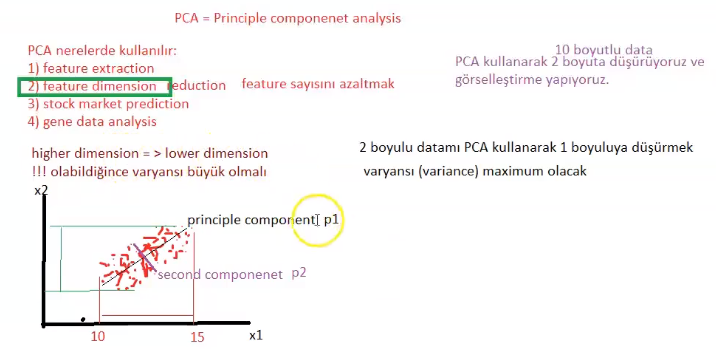 PCA = Principle componenet analysis
PCA nerelerde kullanılır:
1) feature extraction
2) feature dimension reduction feature sayısını azaltmak
3) stock market prediction
4) gene data analysis
10 boyutlu data
PCA kullanarak 2 boyuta düşürüyoruz ve
görselleştirme yapıyoruz.
higher dimension = > lower dimension
!!! olabildiğince varyansı büyük olmalı
2 boyulu datamı PCA kullanarak 1 boyuluya düşürmek
varyansı (variance) maximum olacak
x2
principle component p1
second componenet p2
10
15
x1